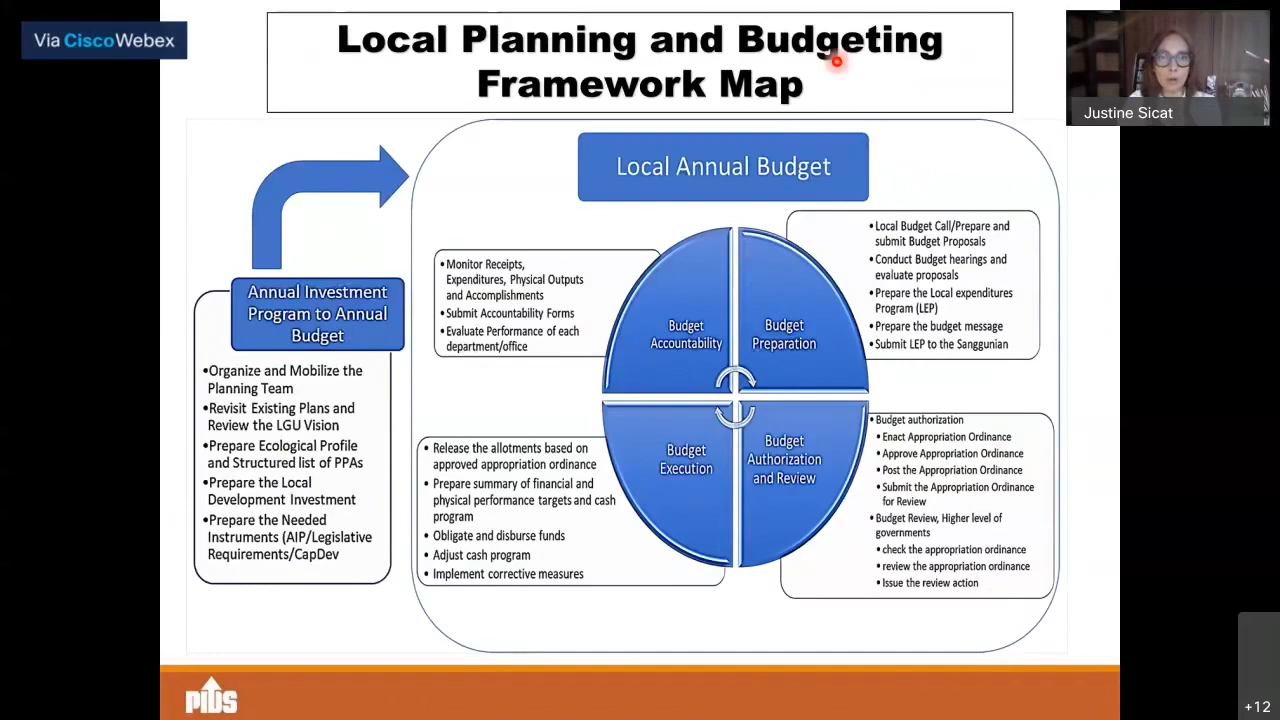 Via CiscoWebex
Local Planning and Budgeting
Framework Map
Justine Sicat
Local Annual Budget
Annual Investment
Program to Annual
Budget
•Organize and Mobilize the
Planning Team
•Revisit Existing Plans and
Review the LGU Vision
•Prepare Ecological Profile
and Structured list of PPAs
•Prepare the Local
Development Investment
•Prepare the Needed
Instruments (AIP/Legislative
Requirements/CapDev
•Monitor Receipts,
Expenditures, Physical Outputs
and Accomplishments
•Submit Accountability Forms
•Evaluate Performance of each
department/office
Budget
Accountability
Budget
Preparation
•Local Budget Call/Prepare and
submit Budget Proposals
•Conduct Budget hearings and
evaluate proposals
•Prepare the Local expenditures
Program (LEP)
•Prepare the budget message
•Submit LEP to the Sanggunian
• Release the allotments based on
approved appropriation ordinance
• Prepare summary of financial and
physical performance targets and cash
program
• Obligate and disburse funds
• Adjust cash program
• Implement corrective measures
Budget
Execution
Budget
Authorization
and Review
•Budget authorization
•Enact Appropriation Ordinance
•Approve Appropriation Ordinance
•Post the Appropriation Ordinance
•Submit the Appropriation Ordinance
for Review
•Budget Review, Higher level of
governments
•check the appropriation ordinance
•review the appropriation ordinance
•Issue the review action
PIDS
+12